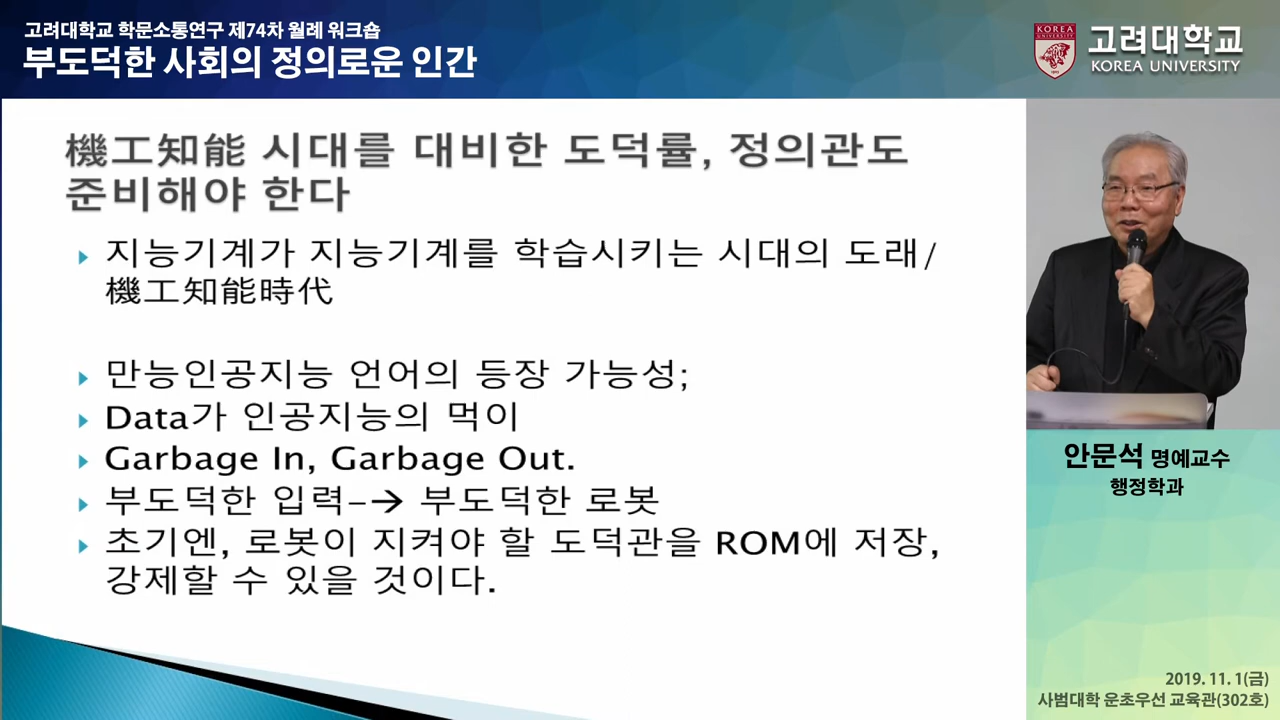 고려대학교 학문소통연구 제74차 월례 워크숍
부도덕한 사회의 정의로운 인간
KOREA
UNIVERSITY
1905
고려대학교
KOREA UNIVERSITY
機工知能 시대를 대비한 도덕률, 정의관도
준비해야 한다
지능기계가 지능기계를 학습시키는 시대의 도래/
機工知能時代
만능인공지능 언어의 등장 가능성;
Data가 인공지능의 먹이
Garbage In, Garbage Out.
부도덕한 입력-→ 부도덕한 로봇
초기엔, 로봇이 지켜야 할 도덕관을 ROM에 저장,
강제할 수 있을 것이다.
안문석 명예교수
행정학과
2019. 11. 1(금)
사범대학 운초우선 교육관(302호)